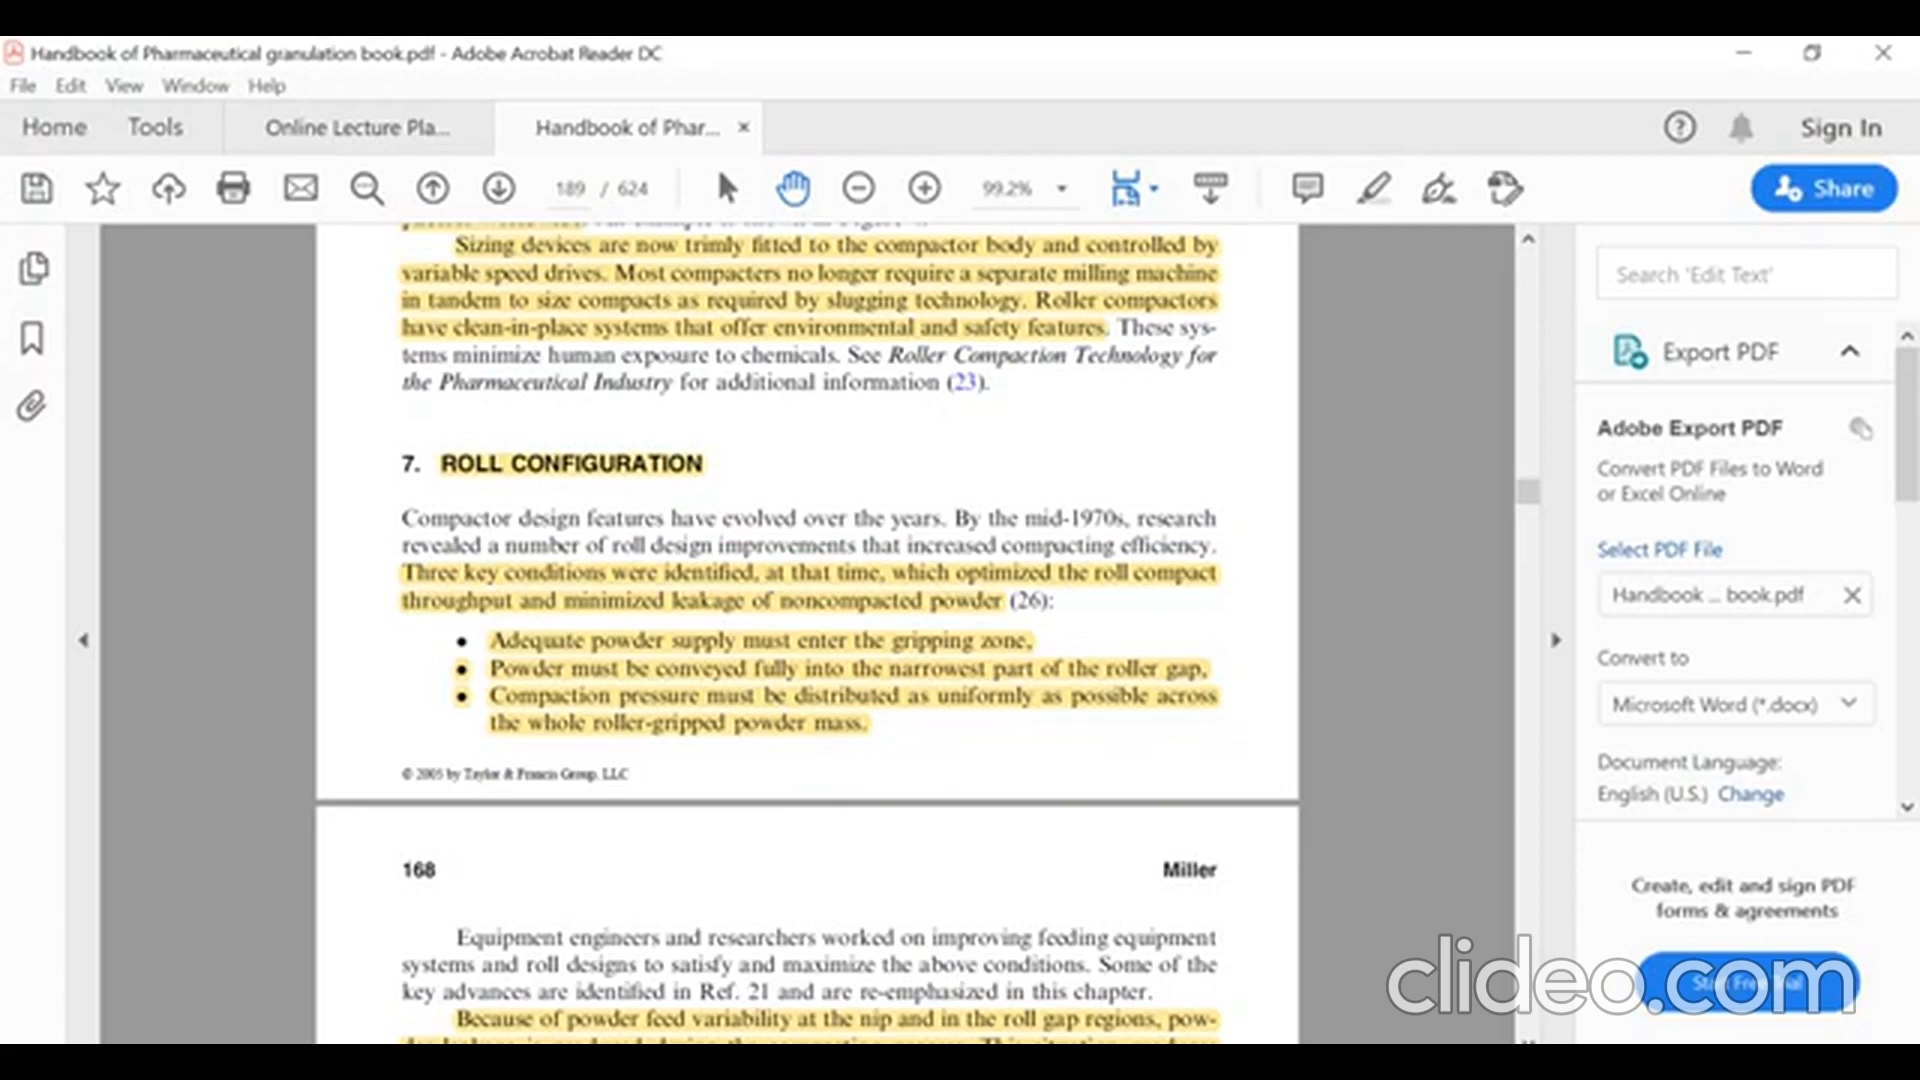 Handbook of Pharmaceutical granulation book.pdf - Adobe Acrobat Reader DC
File Edit View Window Help
Home Tools Online Lecture Pla... Handbook of Phar... × Sign In
189 / 624 99.2% Share
Sizing devices are now trimly fitted to the compactor body and controlled by
variable speed drives. Most compacters no longer require a separate milling machine
in tandem to size compacts as required by slugging technology. Roller compactors
have clean-in-place systems that offer environmental and safety features. These sys-
tems minimize human exposure to chemicals. See Roller Compaction Technology for
the Pharmaceutical Industry for additional information (23).
7. ROLL CONFIGURATION
Compactor design features have evolved over the years. By the mid-1970s, research
revealed a number of roll design improvements that increased compacting efficiency.
Three key conditions were identified, at that time, which optimized the roll compact
throughput and minimized leakage of noncompacted powder (26):
• Adequate powder supply must enter the gripping zone,
• Powder must be conveyed fully into the narrowest part of the roller gap,
• Compaction pressure must be distributed as uniformly as possible across
the whole roller-gripped powder mass.
© 2005 by Taylor & Francis Group, LLC
168 Miller
Equipment engineers and researchers worked on improving feeding equipment
systems and roll designs to satisfy and maximize the above conditions. Some of the
key advances are identified in Ref. 21 and are re-emphasized in this chapter.
Because of powder feed variability at the nip and in the roll gap regions, pow-
Search 'Edit Text'
Export PDF
Adobe Export PDF
Convert PDF Files to Word
or Excel Online
Select PDF File
Handbook ... book.pdf
Convert to
Microsoft Word (*.docx)
Document Language:
English (U.S.) Change
Create, edit and sign PDF
forms & agreements
clideo.com